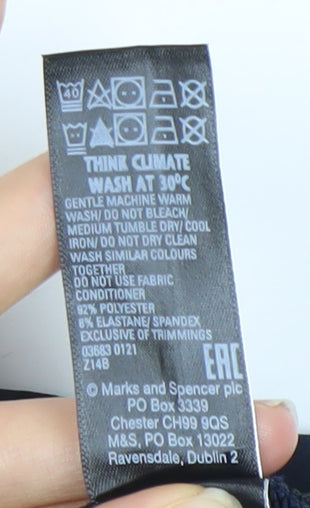 40
THINK CLIMATE
WASH AT 30ºC
GENTLE MACHINE WARM
WASH/ DO NOT BLEACH/
MEDIUM TUMBLE DRY/ COOL
IRON/ DO NOT DRY CLEAN
WASH SIMILAR COLOURS
TOGETHER
DO NOT USE FABRIC
CONDITIONER
92% POLYESTER
8% ELASTANE/ SPANDEX
EXCLUSIVE OF TRIMMINGS
03683 0121
Z14B
EAC
© Marks and Spencer plc
PO Box 3339
Chester CH99 9QS
M&S, PO Box 13022
Ravensdale, Dublin 2